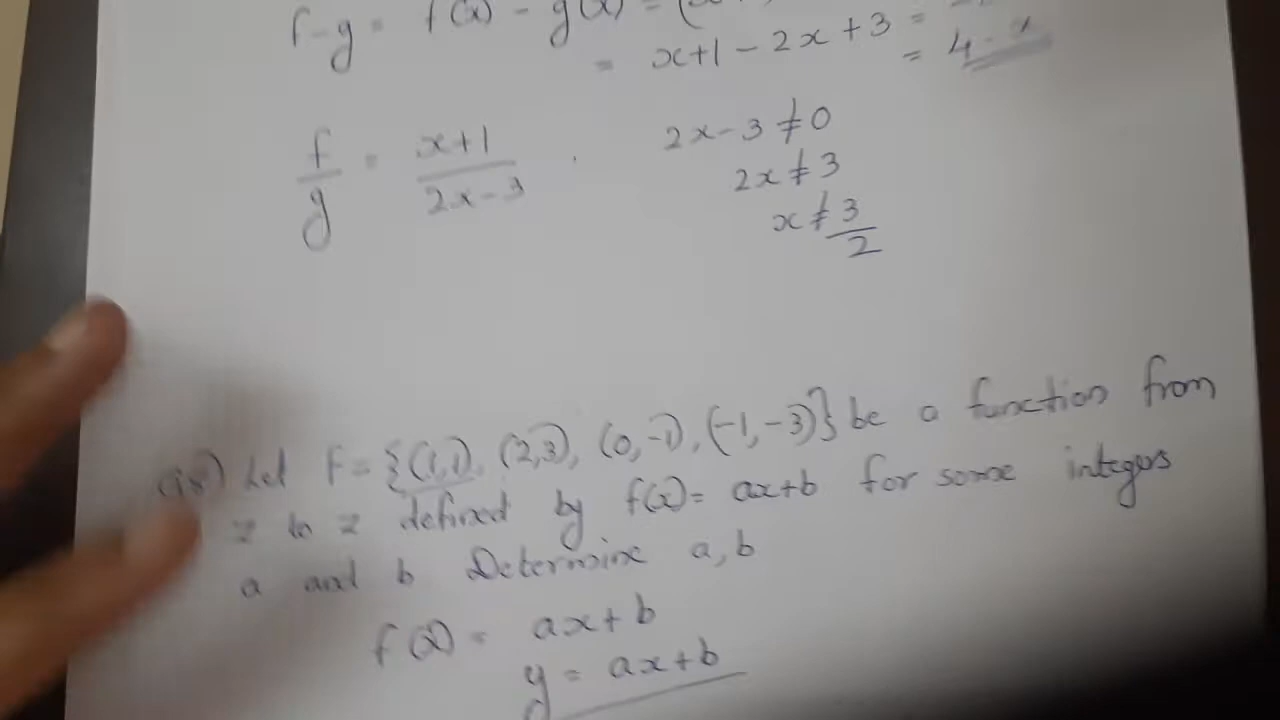 f-g = f(x) - g(x) = (x+
= x+1 - 2x + 3 =
= 4 - x
f/g = x+1/2x-3 2x-3 ≠ 0
2x ≠ 3
x ≠ 3/2
Let f = {(1,1), (2,3), (0,-1), (-1,-3)} be a function from
z to z defined by f(x) = ax+b for some integers
a and b Determine a, b
f(x) = ax+b
y = ax+b